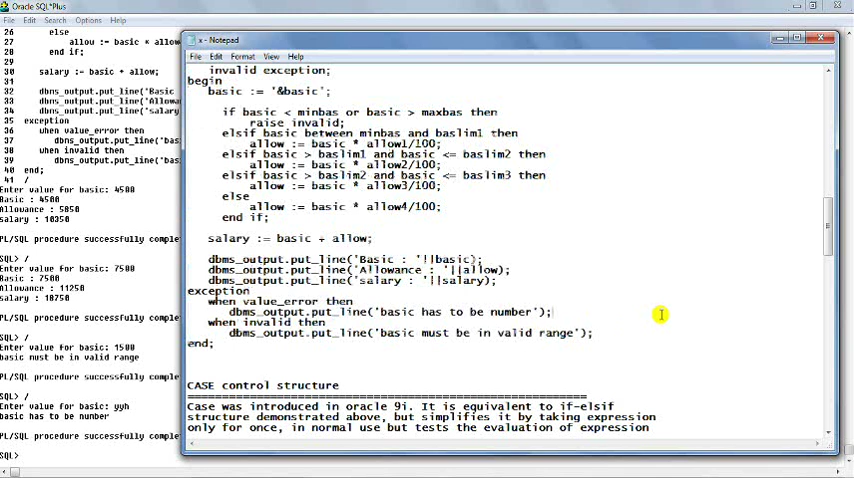 Oracle SQL*Plus
File Edit Search Options Help
26 else
27 allow := basic * allow
28 end if;
29
30 salary := basic + allow;
31
32 dbms_output.put_line('Basic
33 dbms_output.put_line('Allowa
34 dbms_output.put_line('salary
35 exception
36 when value_error then
37 dbms_output.put_line('bas
38 when invalid then
39 dbms_output.put_line('bas
40 end;
41 /
Enter value for basic: 4500
Basic : 4500
Allowance : 5850
salary : 10350
PL/SQL procedure successfully complet
SQL> /
Enter value for basic: 7500
Basic : 7500
Allowance : 11250
salary : 18750
PL/SQL procedure successfully complet
SQL> /
Enter value for basic: 1500
basic must be in valid range
PL/SQL procedure successfully complet
SQL> /
Enter value for basic: yyh
basic has to be number
PL/SQL procedure successfully complet
SQL>
x - Notepad
File Edit Format View Help
invalid exception;
begin
basic := '&basic';
if basic < minbas or basic > maxbas then
raise invalid;
elsif basic between minbas and baslim1 then
allow := basic * allow1/100;
elsif basic > baslim1 and basic <= baslim2 then
allow := basic * allow2/100;
elsif basic > baslim2 and basic <= baslim3 then
allow := basic * allow3/100;
else
allow := basic * allow4/100;
end if;
salary := basic + allow;
dbms_output.put_line('Basic : '||basic);
dbms_output.put_line('Allowance : '||allow);
dbms_output.put_line('salary : '||salary);
exception
when value_error then
dbms_output.put_line('basic has to be number');
when invalid then
dbms_output.put_line('basic must be in valid range');
end;
CASE control structure
=========================================================
Case was introduced in oracle 9i. It is equivalent to if-elsif
structure demonstrated above, but simplifies it by taking expression
only for once, in normal use but tests the evaluation of expression